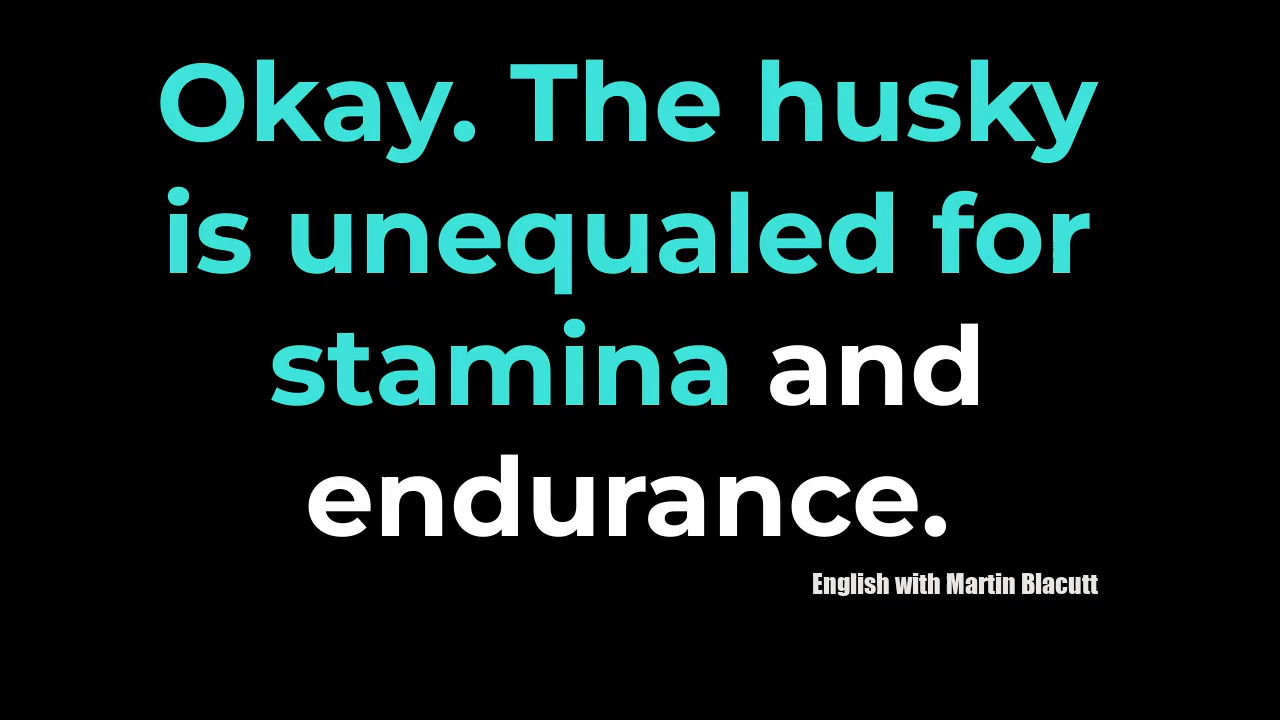 Okay. The husky
is unequaled for
stamina and
endurance.
English with Martin Blacutt